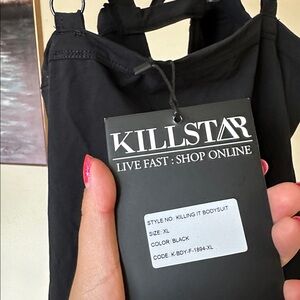 KILLSTAR
LIVE FAST : SHOP ONLINE
STYLE NO: KILLING IT BODYSUIT
SIZE: XL
COLOR: BLACK
CODE: K-BDY-F-1894-XL